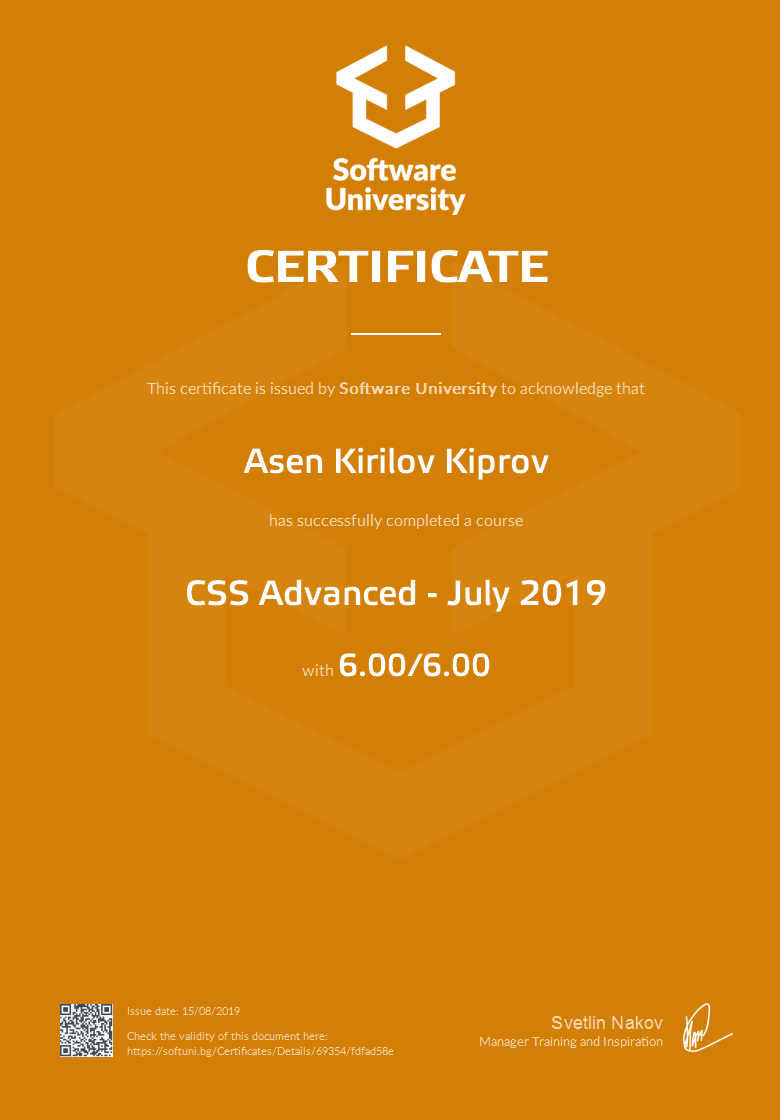 Software
University
CERTIFICATE
This certificate is issued by Software University to acknowledge that
Asen Kirilov Kiprov
has successfully completed a course
CSS Advanced - July 2019
with 6.00/6.00
Issue date: 15/08/2019
Check the validity of this document here:
https://softuni.bg/Certificates/Details/69354/fdfad58e
Svetlin Nakov
Manager Training and Inspiration